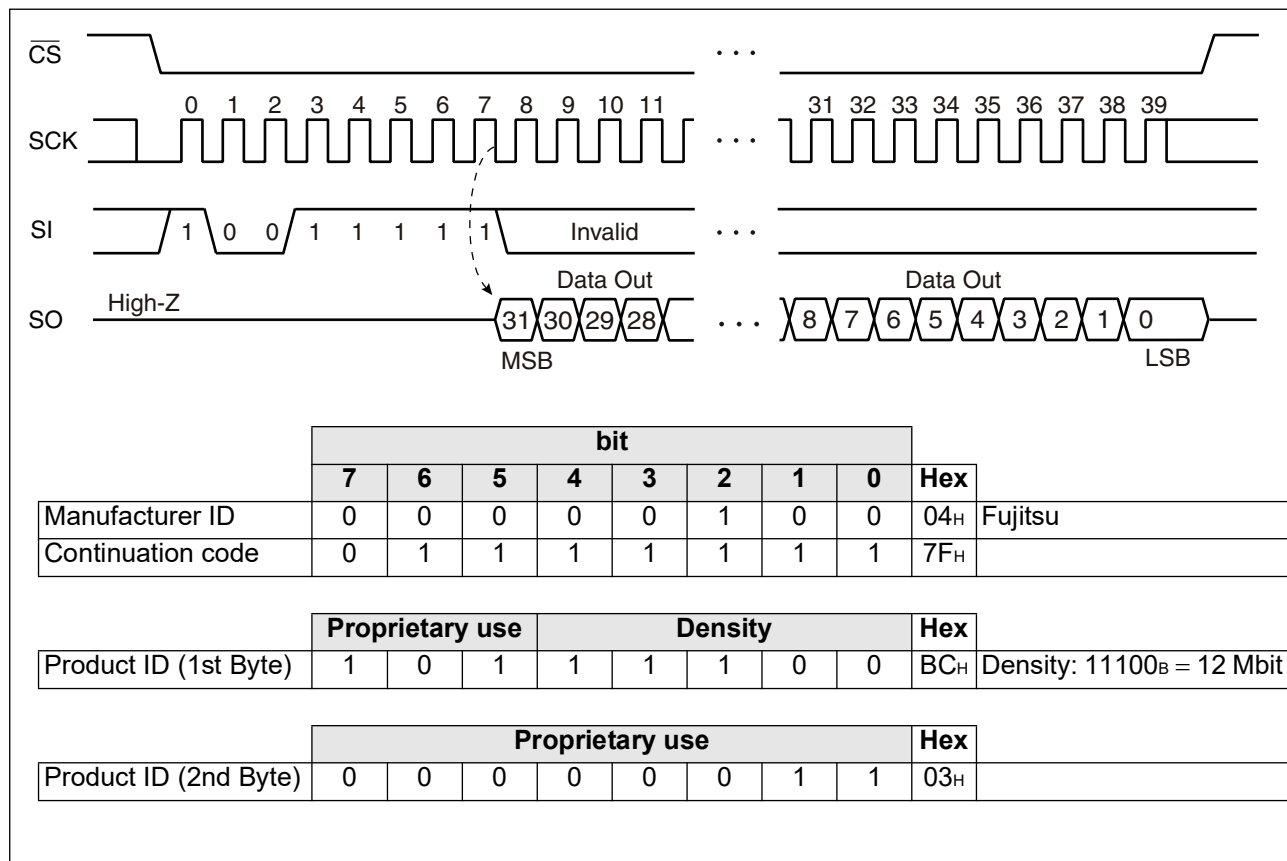 CS
· · ·
0 1 2 3 4 5 6 7 8 9 10 11 31 32 33 34 35 36 37 38 39
SCK
· · ·
SI 1 0 0 1 1 1 1 1 Invalid · · ·
Data Out Data Out
High-Z
SO 31 30 29 28 · · · 8 7 6 5 4 3 2 1 0
MSB LSB
bit
7 6 5 4 3 2 1 0 Hex
Manufacturer ID 0 0 0 0 0 1 0 0 04H Fujitsu
Continuation code 0 1 1 1 1 1 1 1 7FH
Proprietary use Density Hex
Product ID (1st Byte) 1 0 1 1 1 1 0 0 BCH Density: 11100B = 12 Mbit
Proprietary use Hex
Product ID (2nd Byte) 0 0 0 0 0 0 1 1 03H